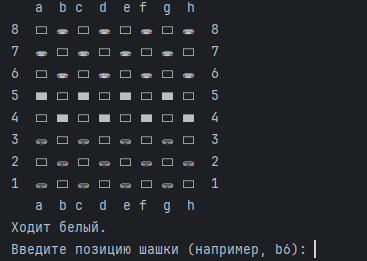 a b c d e f g h
8 □ ⛂ □ ⛂ □ ⛂ □ ⛂ 8
7 ⛂ □ ⛂ □ ⛂ □ ⛂ □ 7
6 □ ⛂ □ ⛂ □ ⛂ □ ⛂ 6
5 ■ □ ■ □ ■ □ ■ □ 5
4 □ ■ □ ■ □ ■ □ ■ 4
3 ⛂ □ ⛂ □ ⛂ □ ⛂ □ 3
2 □ ⛂ □ ⛂ □ ⛂ □ ⛂ 2
1 ⛂ □ ⛂ □ ⛂ □ ⛂ □ 1
a b c d e f g h
Ходит белый.
Введите позицию шашки (например, b6):